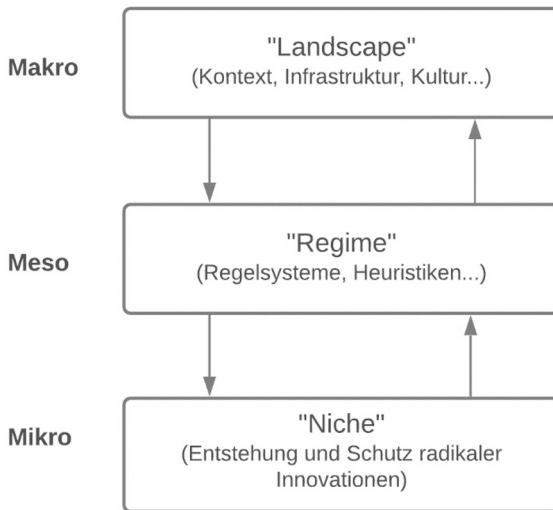 Makro
"Landscape"
(Kontext, Infrastruktur, Kultur...)
Meso
"Regime"
(Regelsysteme, Heuristiken...)
Mikro
"Niche"
(Entstehung und Schutz radikaler
Innovationen)